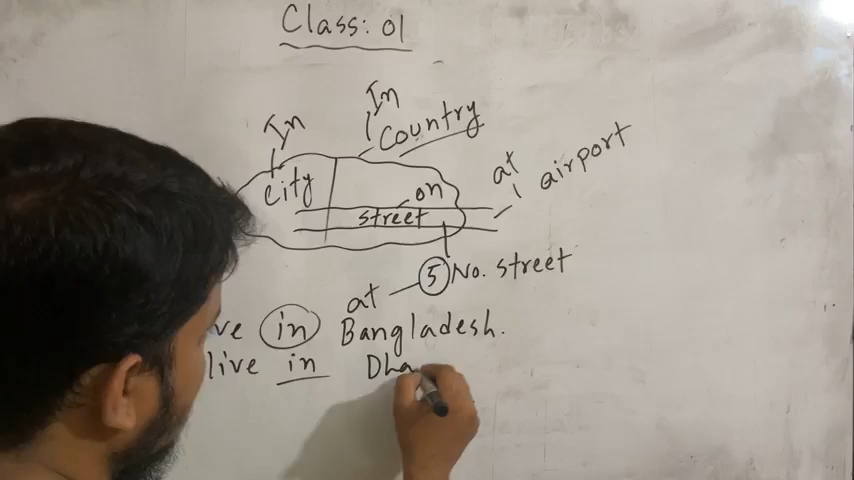 Class: 01
In
In
Country
City
on
street
at
airport
at
5 No. street
ve in Bangladesh.
live in Dha